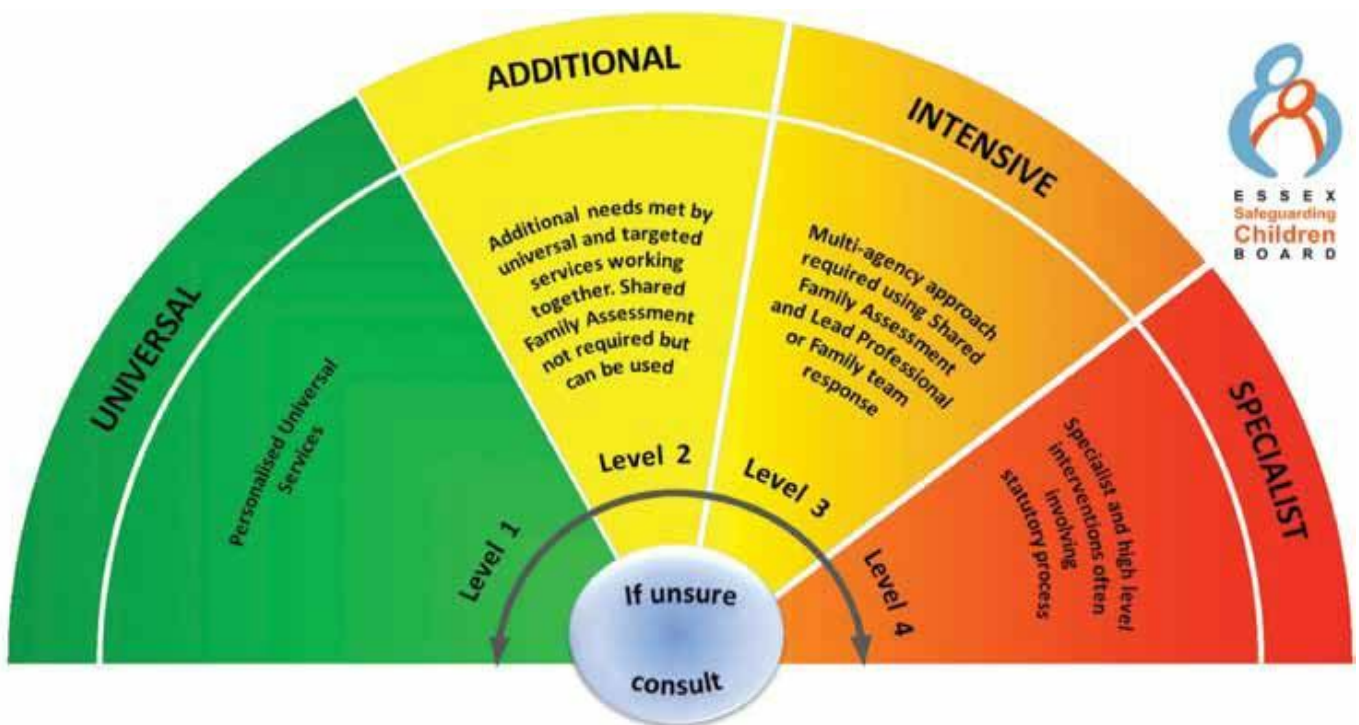 UNIVERSAL
Personalised Universal
Services
Level 1
ADDITIONAL
Additional needs met by
universal and targeted
services working
together. Shared
Family Assessment
not required but
can be used
Level 2
INTENSIVE
Multi-agency approach
required using Shared
Family Assessment
and Lead Professional
or Family team
response
Level 3
SPECIALIST
Specialist and high level
interventions often
involving
statutory process
Level 4
If unsure
consult
ESSEX
Safeguarding
Children
BOARD